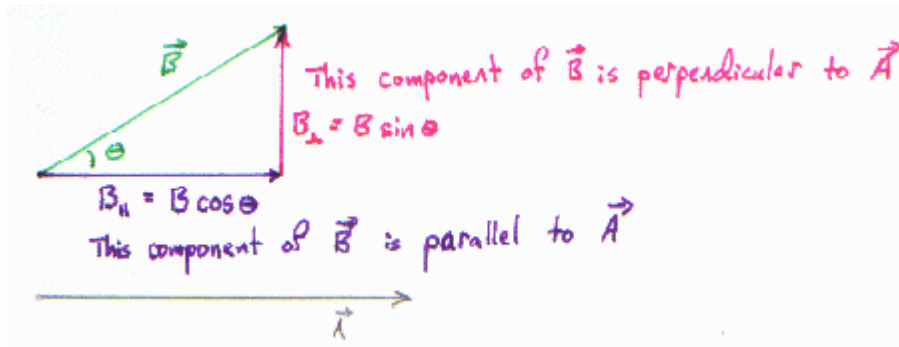 B⃗
This component of B⃗ is perpendicular to A⃗
B⊥ = B sin θ
θ
B∥ = B cos θ
This component of B⃗ is parallel to A⃗
A⃗